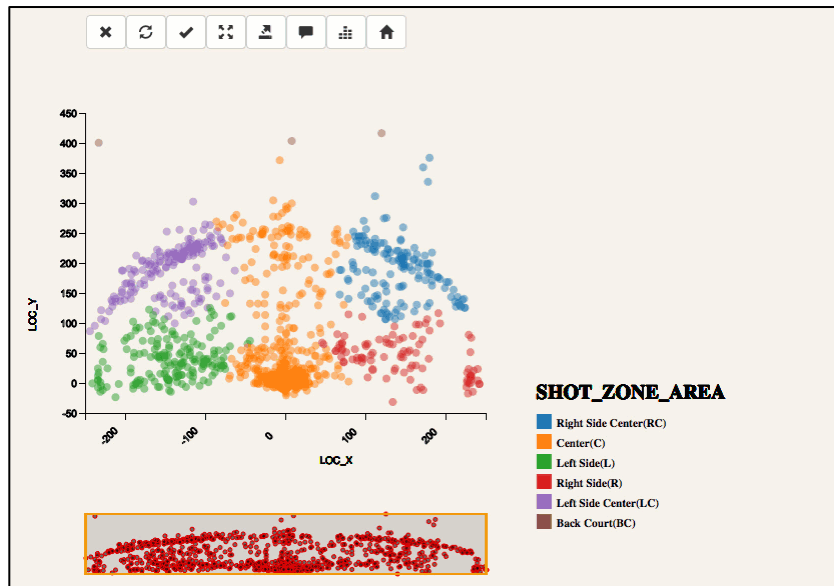 450
400
350
300
250
200
150
100
50
0
-50
LOC_Y
-200
-100
0
100
200
LOC_X
SHOT_ZONE_AREA
Right Side Center(RC)
Center(C)
Left Side(L)
Right Side(R)
Left Side Center(LC)
Back Court(BC)